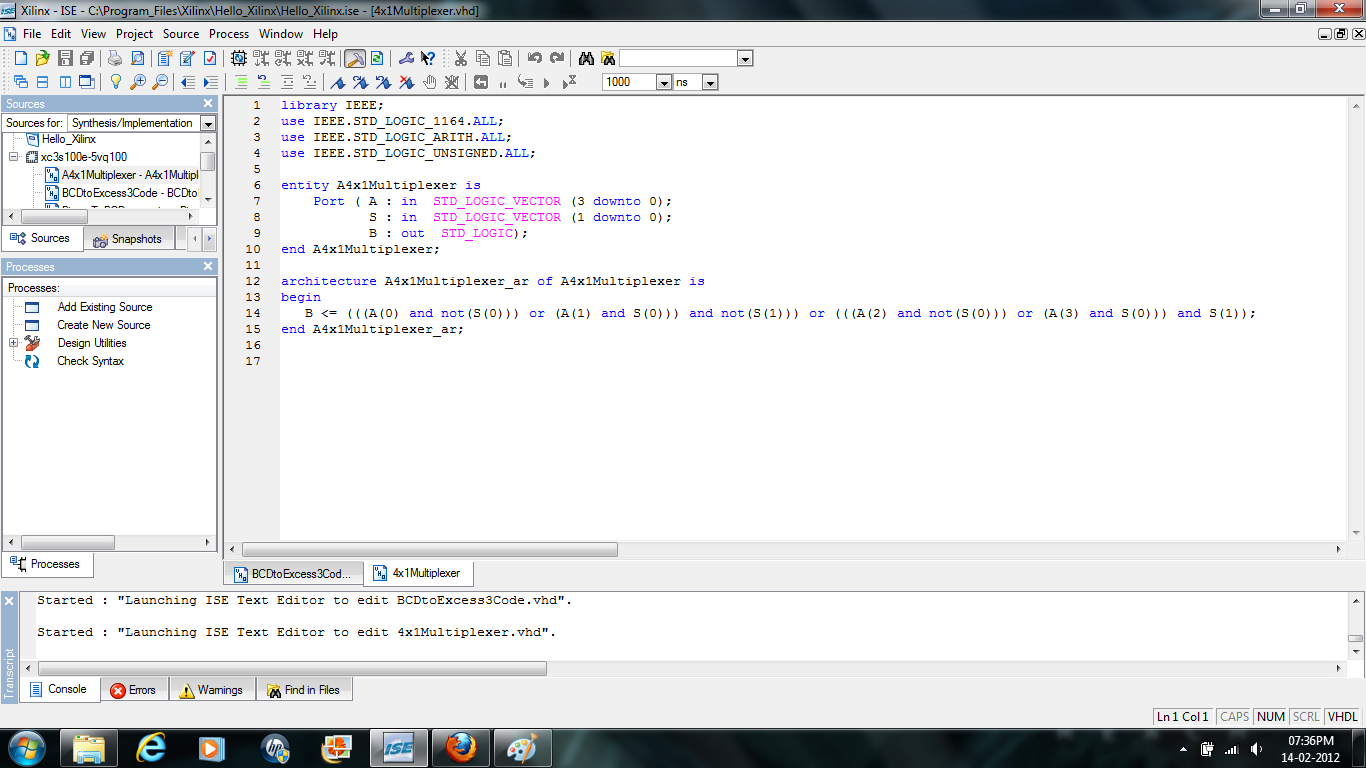 Xilinx - ISE - C:\Program_Files\Xilinx\Hello_Xilinx\Hello_Xilinx.ise - [4x1Multiplexer.vhd]
File Edit View Project Source Process Window Help
1000 ns
Sources
Sources for: Synthesis/Implementation
Hello_Xilinx
xc3s100e-5vq100
A4x1Multiplexer - A4x1Multipl
BCDtoExcess3Code - BCDto
Sources Snapshots
Processes
Processes:
Add Existing Source
Create New Source
Design Utilities
Check Syntax
Processes
1 library IEEE;
2 use IEEE.STD_LOGIC_1164.ALL;
3 use IEEE.STD_LOGIC_ARITH.ALL;
4 use IEEE.STD_LOGIC_UNSIGNED.ALL;
5
6 entity A4x1Multiplexer is
7 Port ( A : in STD_LOGIC_VECTOR (3 downto 0);
8 S : in STD_LOGIC_VECTOR (1 downto 0);
9 B : out STD_LOGIC);
10 end A4x1Multiplexer;
11
12 architecture A4x1Multiplexer_ar of A4x1Multiplexer is
13 begin
14 B <= (((A(0) and not(S(0))) or (A(1) and S(0))) and not(S(1))) or (((A(2) and not(S(0))) or (A(3) and S(0))) and S(1));
15 end A4x1Multiplexer_ar;
16
17
BCDtoExcess3Cod... 4x1Multiplexer
Started : "Launching ISE Text Editor to edit BCDtoExcess3Code.vhd".
Started : "Launching ISE Text Editor to edit 4x1Multiplexer.vhd".
Transcript
Console Errors Warnings Find in Files
Ln 1 Col 1 CAPS NUM SCRL VHDL
ISE
07:36PM
14-02-2012